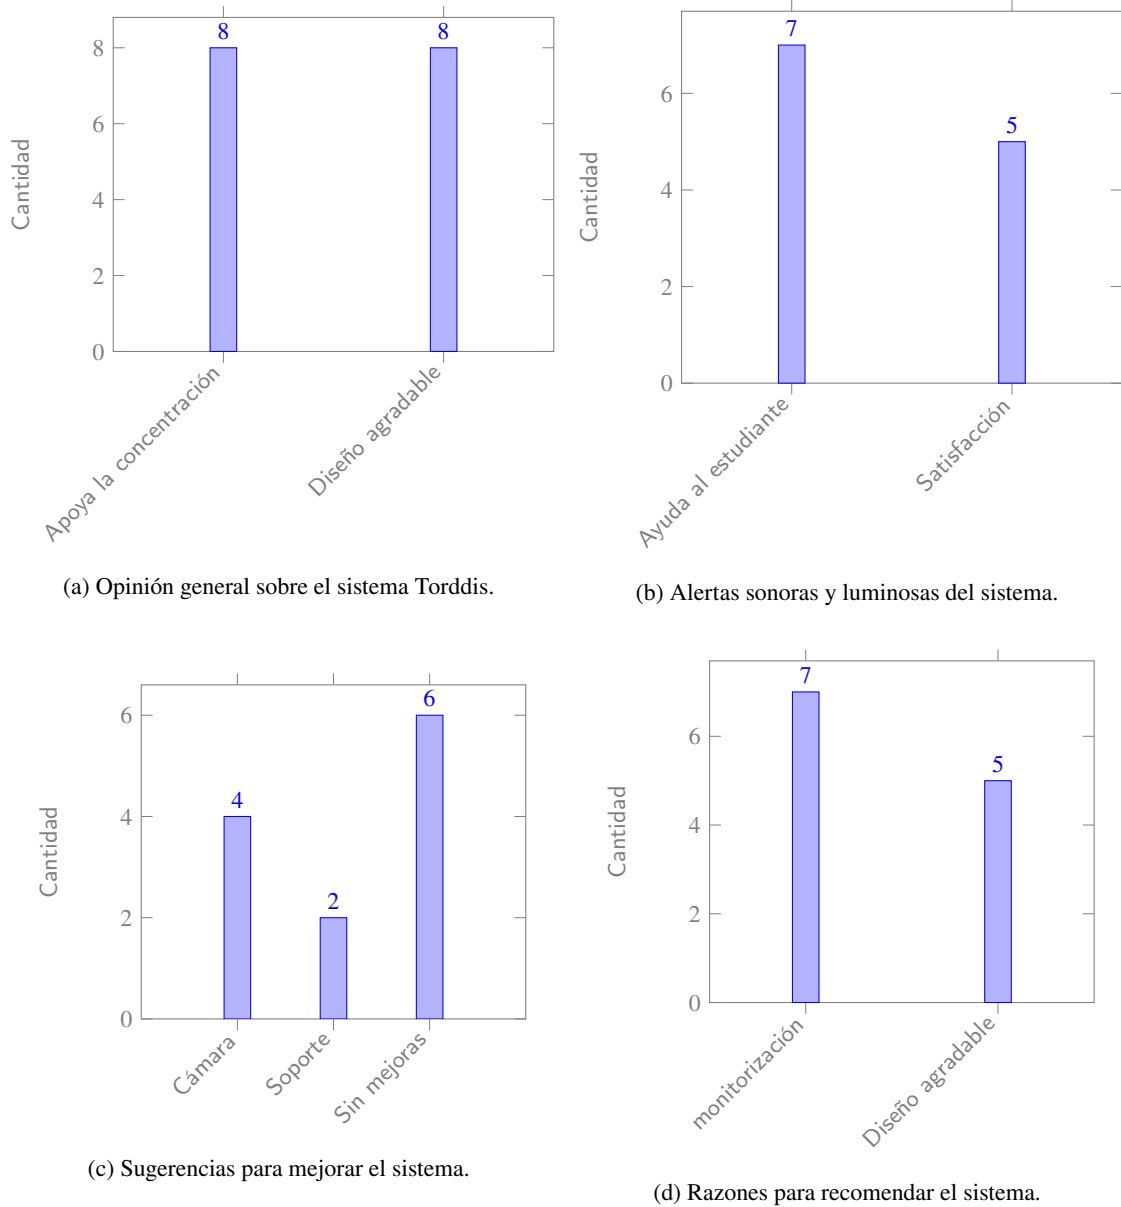 8
8
8
6
4
2
0
Cantidad
Apoya la concentración
Diseño agradable
(a) Opinión general sobre el sistema Torddis.
7
5
6
4
2
0
Cantidad
Ayuda al estudiante
Satisfacción
(b) Alertas sonoras y luminosas del sistema.
4
2
6
6
4
2
0
Cantidad
Cámara
Soporte
Sin mejoras
(c) Sugerencias para mejorar el sistema.
7
5
6
4
2
0
Cantidad
monitorización
Diseño agradable
(d) Razones para recomendar el sistema.